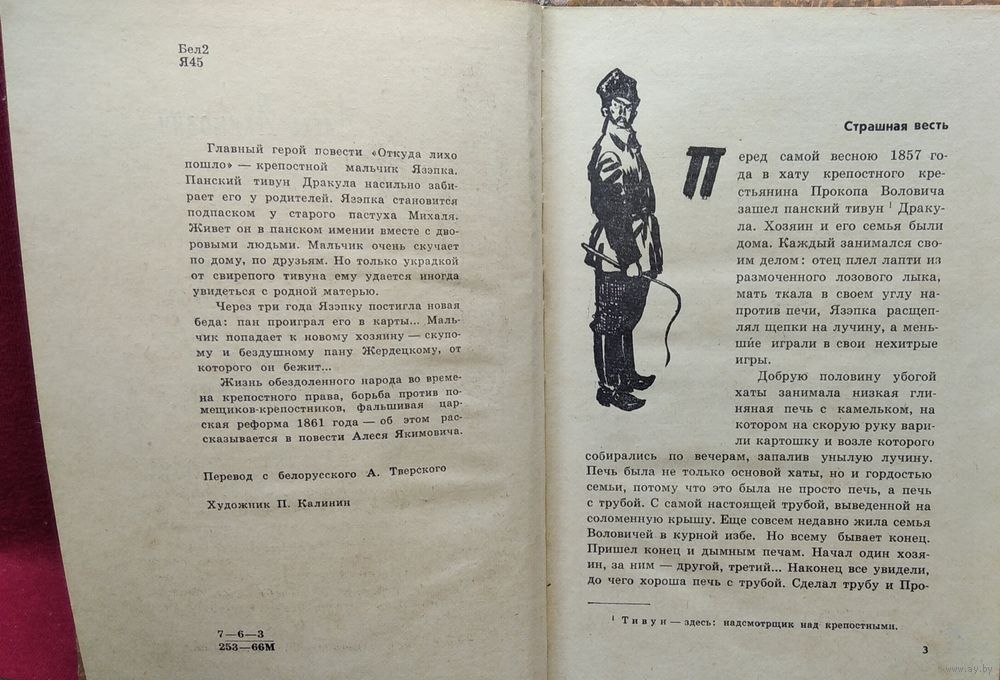 Бел2
Я45
Главный герой повести «Откуда лихо
пошло» — крепостной мальчик Язэпка.
Панский тивун Дракула насильно заби-
рает его у родителей. Язэпка становится
подпаском у старого пастуха Михаля.
Живет он в панском имении вместе с дво-
ровыми людьми. Мальчик очень скучает
по дому, по друзьям. Но только украдкой
от свирепого тивуна ему удается иногда
увидеться с родной матерью.
Через три года Язэпку постигла новая
беда: пан проиграл его в карты... Маль-
чик попадает к новому хозяину — скупо-
му и бездушному пану Жердецкому, от
которого он бежит...
Жизнь обездоленного народа во време-
на крепостного права, борьба против по-
мещиков-крепостников, фальшивая цар-
ская реформа 1861 года — об этом рас-
сказывается в повести Алеся Якимовича.
Перевод с белорусского А. Тверского
Художник П. Калинин
7—6—3
253—66М
Страшная весть
Перед самой весною 1857 го-
да в хату крепостного кре-
стьянина Прокопа Воловича
зашел панский тивун ¹ Драку-
ла. Хозяин и его семья были
дома. Каждый занимался сво-
им делом: отец плел лапти из
размоченного лозового лыка,
мать ткала в своем углу на-
против печи, Язэпка расщеп-
лял щепки на лучину, а мень-
шие играли в свои нехитрые
игры.
Добрую половину убогой
хаты занимала низкая гли-
няная печь с камельком, на
котором на скорую руку вари-
ли картошку и возле которого
собирались по вечерам, запалив унылую лучину.
Печь была не только основой хаты, но и гордостью
семьи, потому что это была не просто печь, а печь
с трубой. С самой настоящей трубой, выведенной на
соломенную крышу. Еще совсем недавно жила семья
Воловичей в курной избе. Но всему бывает конец.
Пришел конец и дымным печам. Начал один хозя-
ин, за ним — другой, третий... Наконец все увидели,
до чего хороша печь с трубой. Сделал трубу и Про-
¹ Тивун — здесь: надсмотрщик над крепостными.
3
www.ay.by